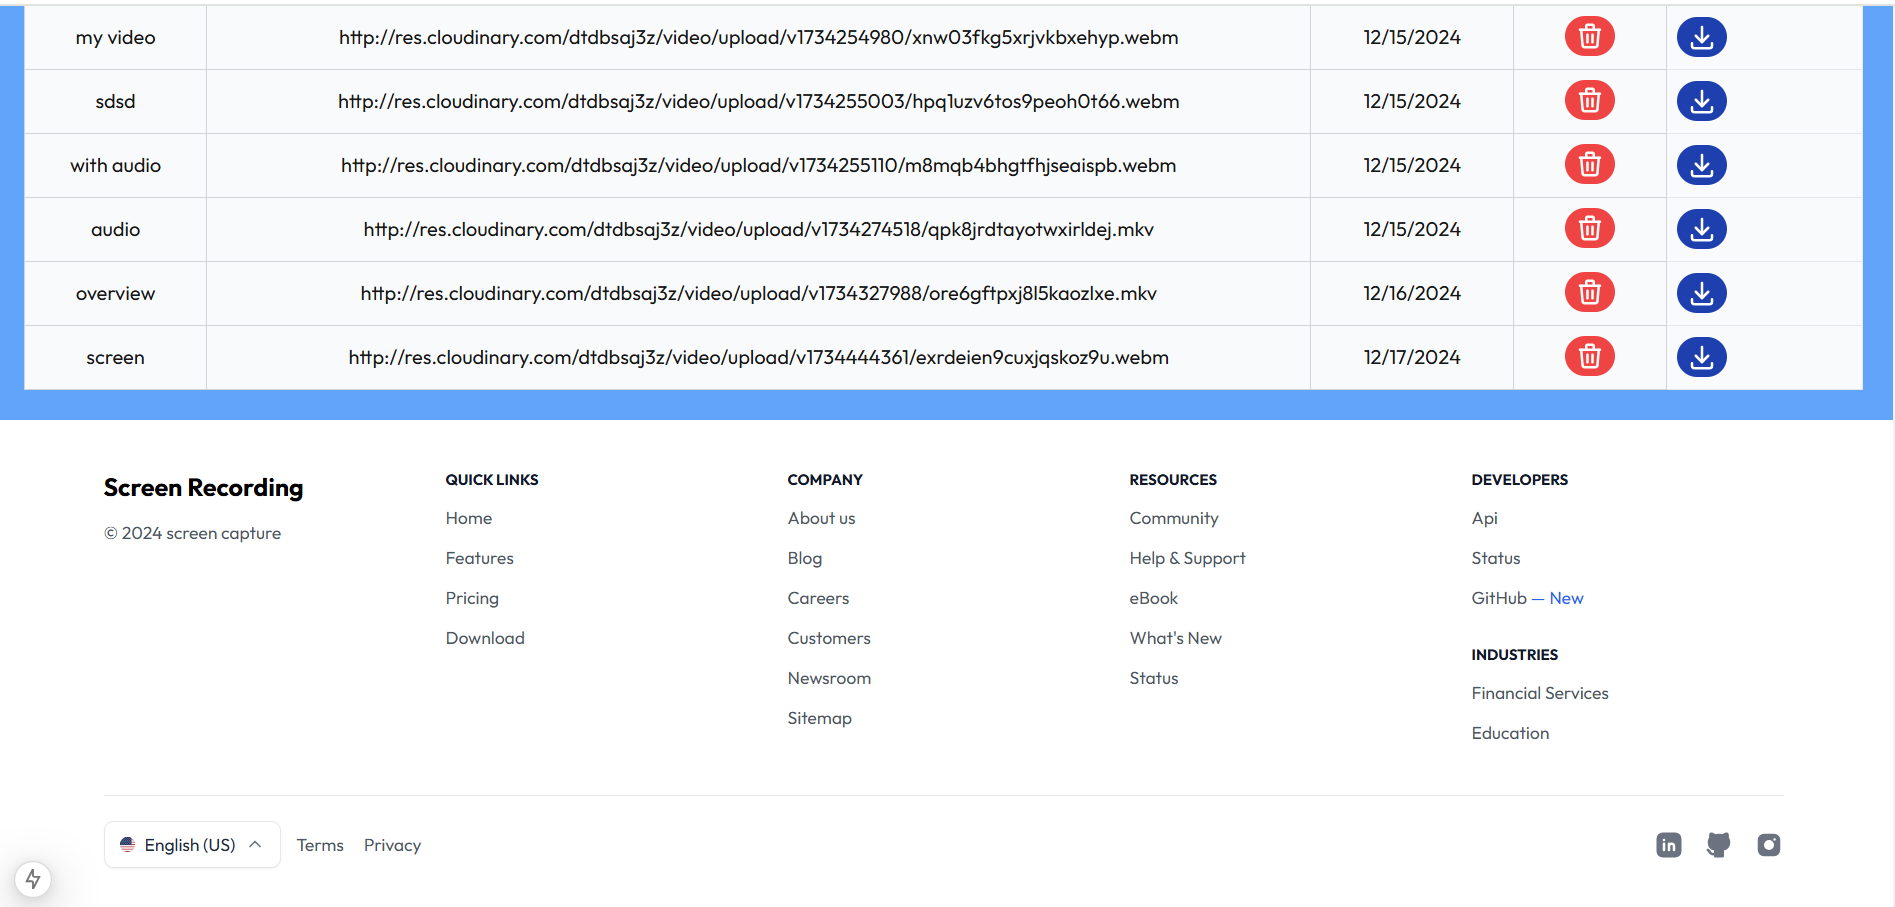 my video http://res.cloudinary.com/dtdbsaj3z/video/upload/v1734254980/xnw03fkg5xrjvkbxehyp.webm 12/15/2024
sdsd http://res.cloudinary.com/dtdbsaj3z/video/upload/v1734255003/hpq1uzv6tos9peoh0t66.webm 12/15/2024
with audio http://res.cloudinary.com/dtdbsaj3z/video/upload/v1734255110/m8mqb4bhgtfhjseaispb.webm 12/15/2024
audio http://res.cloudinary.com/dtdbsaj3z/video/upload/v1734274518/qpk8jrdtayotwxirldej.mkv 12/15/2024
overview http://res.cloudinary.com/dtdbsaj3z/video/upload/v1734327988/ore6gftpxj8l5kaozlxe.mkv 12/16/2024
screen http://res.cloudinary.com/dtdbsaj3z/video/upload/v1734444361/exrdeien9cuxjqskoz9u.webm 12/17/2024
Screen Recording
© 2024 screen capture
QUICK LINKS
Home
Features
Pricing
Download
COMPANY
About us
Blog
Careers
Customers
Newsroom
Sitemap
RESOURCES
Community
Help & Support
eBook
What's New
Status
DEVELOPERS
Api
Status
GitHub — New
INDUSTRIES
Financial Services
Education
English (US) Terms Privacy
in